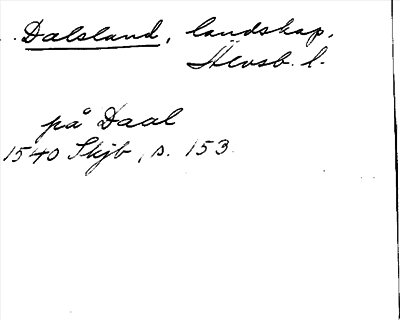 Dalsland, landskap.
Älvsb. l.
på Daal
1540 Skjb, s. 153